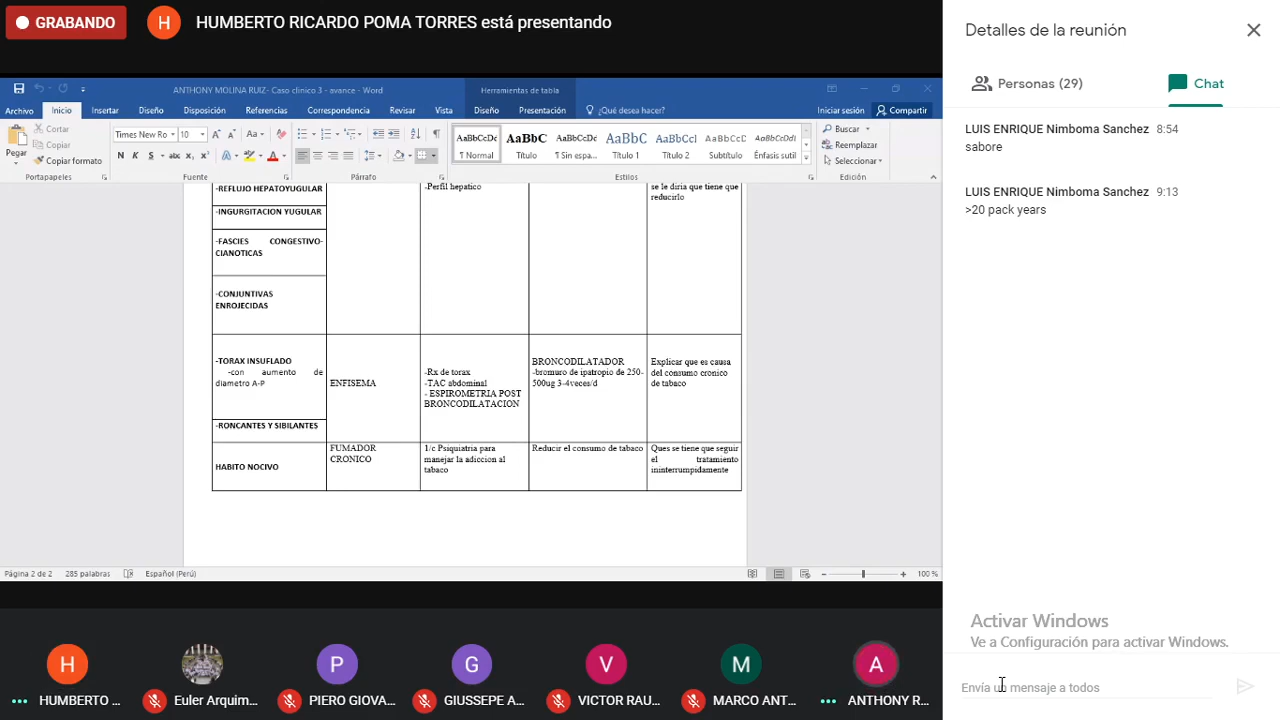 GRABANDO
H
HUMBERTO RICARDO POMA TORRES está presentando
Detalles de la reunión
Personas (29)
Chat
LUIS ENRIQUE Nimboma Sanchez 8:54
sabore
LUIS ENRIQUE Nimboma Sanchez 9:13
>20 pack years
ANTHONY MOLINA RUIZ- Caso clinico 3 - avance - Word
Herramientas de tabla
Archivo Inicio Insertar Diseño Disposición Referencias Correspondencia Revisar Vista Diseño Presentación ¿Qué desea hacer? Iniciar sesión Compartir
Pegar
Cortar
Copiar
Copiar formato
Portapapeles
Times New Ro 10
N K S abc x₂ x²
Fuente
Párrafo
AaBbCcDc AaBbC AaBbCcDc AaBbCc AaBbCcl AaBbCcC AaBbCcDc
¶ Normal Título ¶ Sin espa... Título 1 Título 2 Subtítulo Énfasis sutil
Estilos
Buscar
Reemplazar
Seleccionar
Edición
-REFLUJO HEPATOYUGULAR
-INGURGITACION YUGULAR
-FASCIES CONGESTIVO-
CIANOTICAS
-CONJUNTIVAS
ENROJECIDAS
-Perfil hepatico
se le diria que tiene que
reducirlo
-TORAX INSUFLADO
-con aumento de
diametro A-P
-RONCANTES Y SIBILANTES
ENFISEMA
-Rx de torax
-TAC abdominal
- ESPIROMETRIA POST
BRONCODILATACION
BRONCODILATADOR
-bromuro de ipatropio de 250-
500ug 3-4veces/d
Explicar que es causa
del consumo cronico
de tabaco
HABITO NOCIVO
FUMADOR
CRONICO
1/c Psiquiatria para
manejar la adiccion al
tabaco
Reducir el consumo de tabaco
Ques se tiene que seguir
el tratamiento
ininterrumpidamente
Página 2 de 2 285 palabras Español (Perú) 100 %
Activar Windows
Ve a Configuración para activar Windows.
Envía un mensaje a todos
H P G V M A
HUMBERTO ... Euler Arquim... PIERO GIOVA... GIUSSEPE A... VICTOR RAU... MARCO ANT... ANTHONY R...